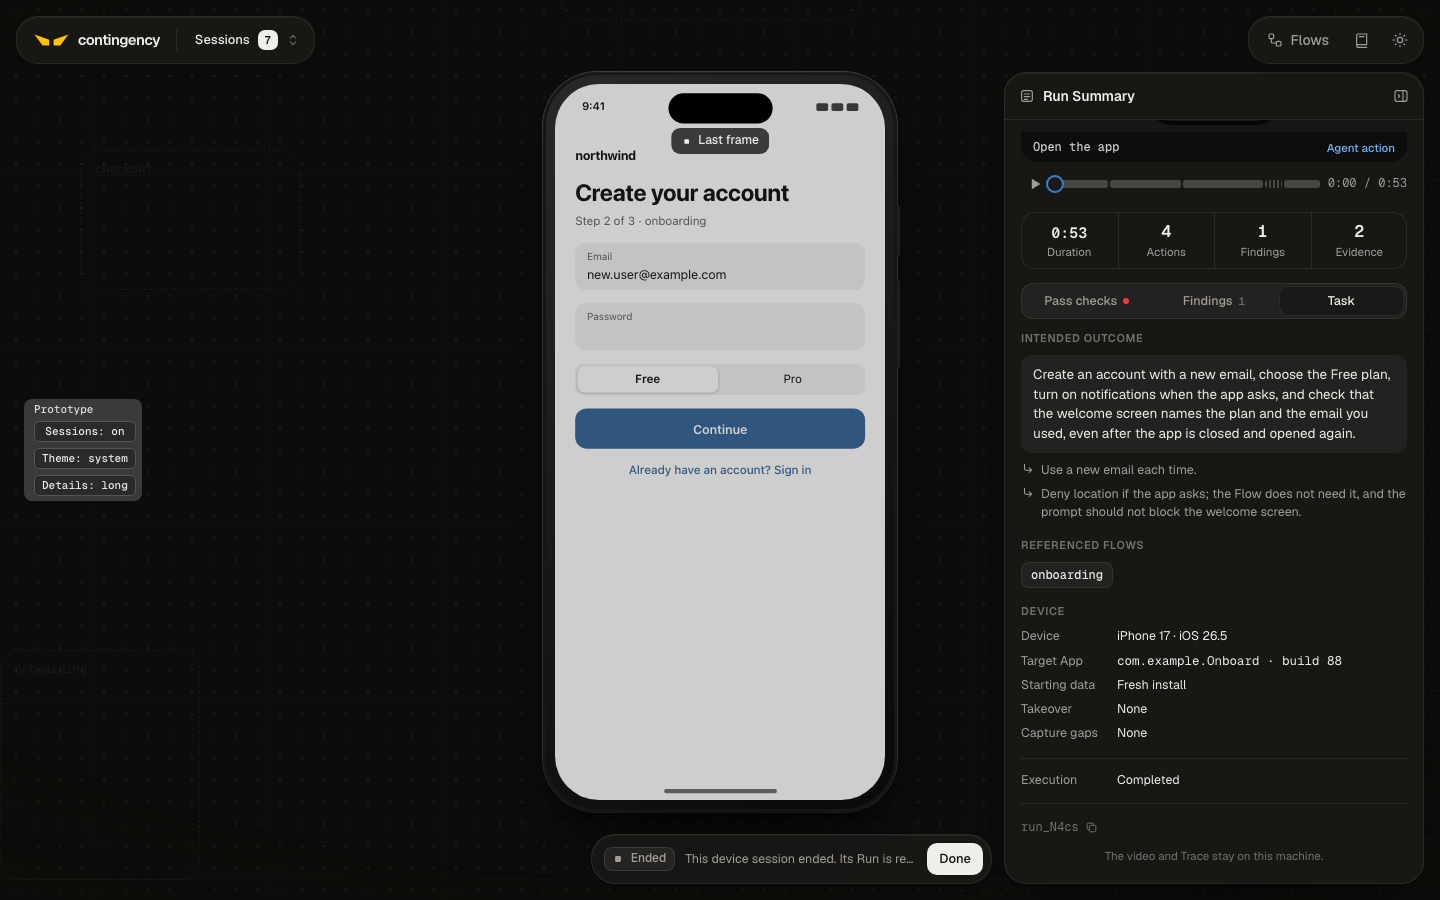 contingency
Sessions 7
Flows
checkout
onboarding
Prototype
Sessions: on
Theme: system
Details: long
9:41
Last frame
northwind
Create your account
Step 2 of 3 · onboarding
Email
new.user@example.com
Password
Free Pro
Continue
Already have an account? Sign in
Ended This device session ended. Its Run is re... Done
Run Summary
Open the app Agent action
0:00 / 0:53
0:53 4 1 2
Duration Actions Findings Evidence
Pass checks Findings 1 Task
INTENDED OUTCOME
Create an account with a new email, choose the Free plan,
turn on notifications when the app asks, and check that
the welcome screen names the plan and the email you
used, even after the app is closed and opened again.
Use a new email each time.
Deny location if the app asks; the Flow does not need it, and the
prompt should not block the welcome screen.
REFERENCED FLOWS
onboarding
DEVICE
Device iPhone 17 · iOS 26.5
Target App com.example.Onboard · build 88
Starting data Fresh install
Takeover None
Capture gaps None
Execution Completed
run_N4cs
The video and Trace stay on this machine.